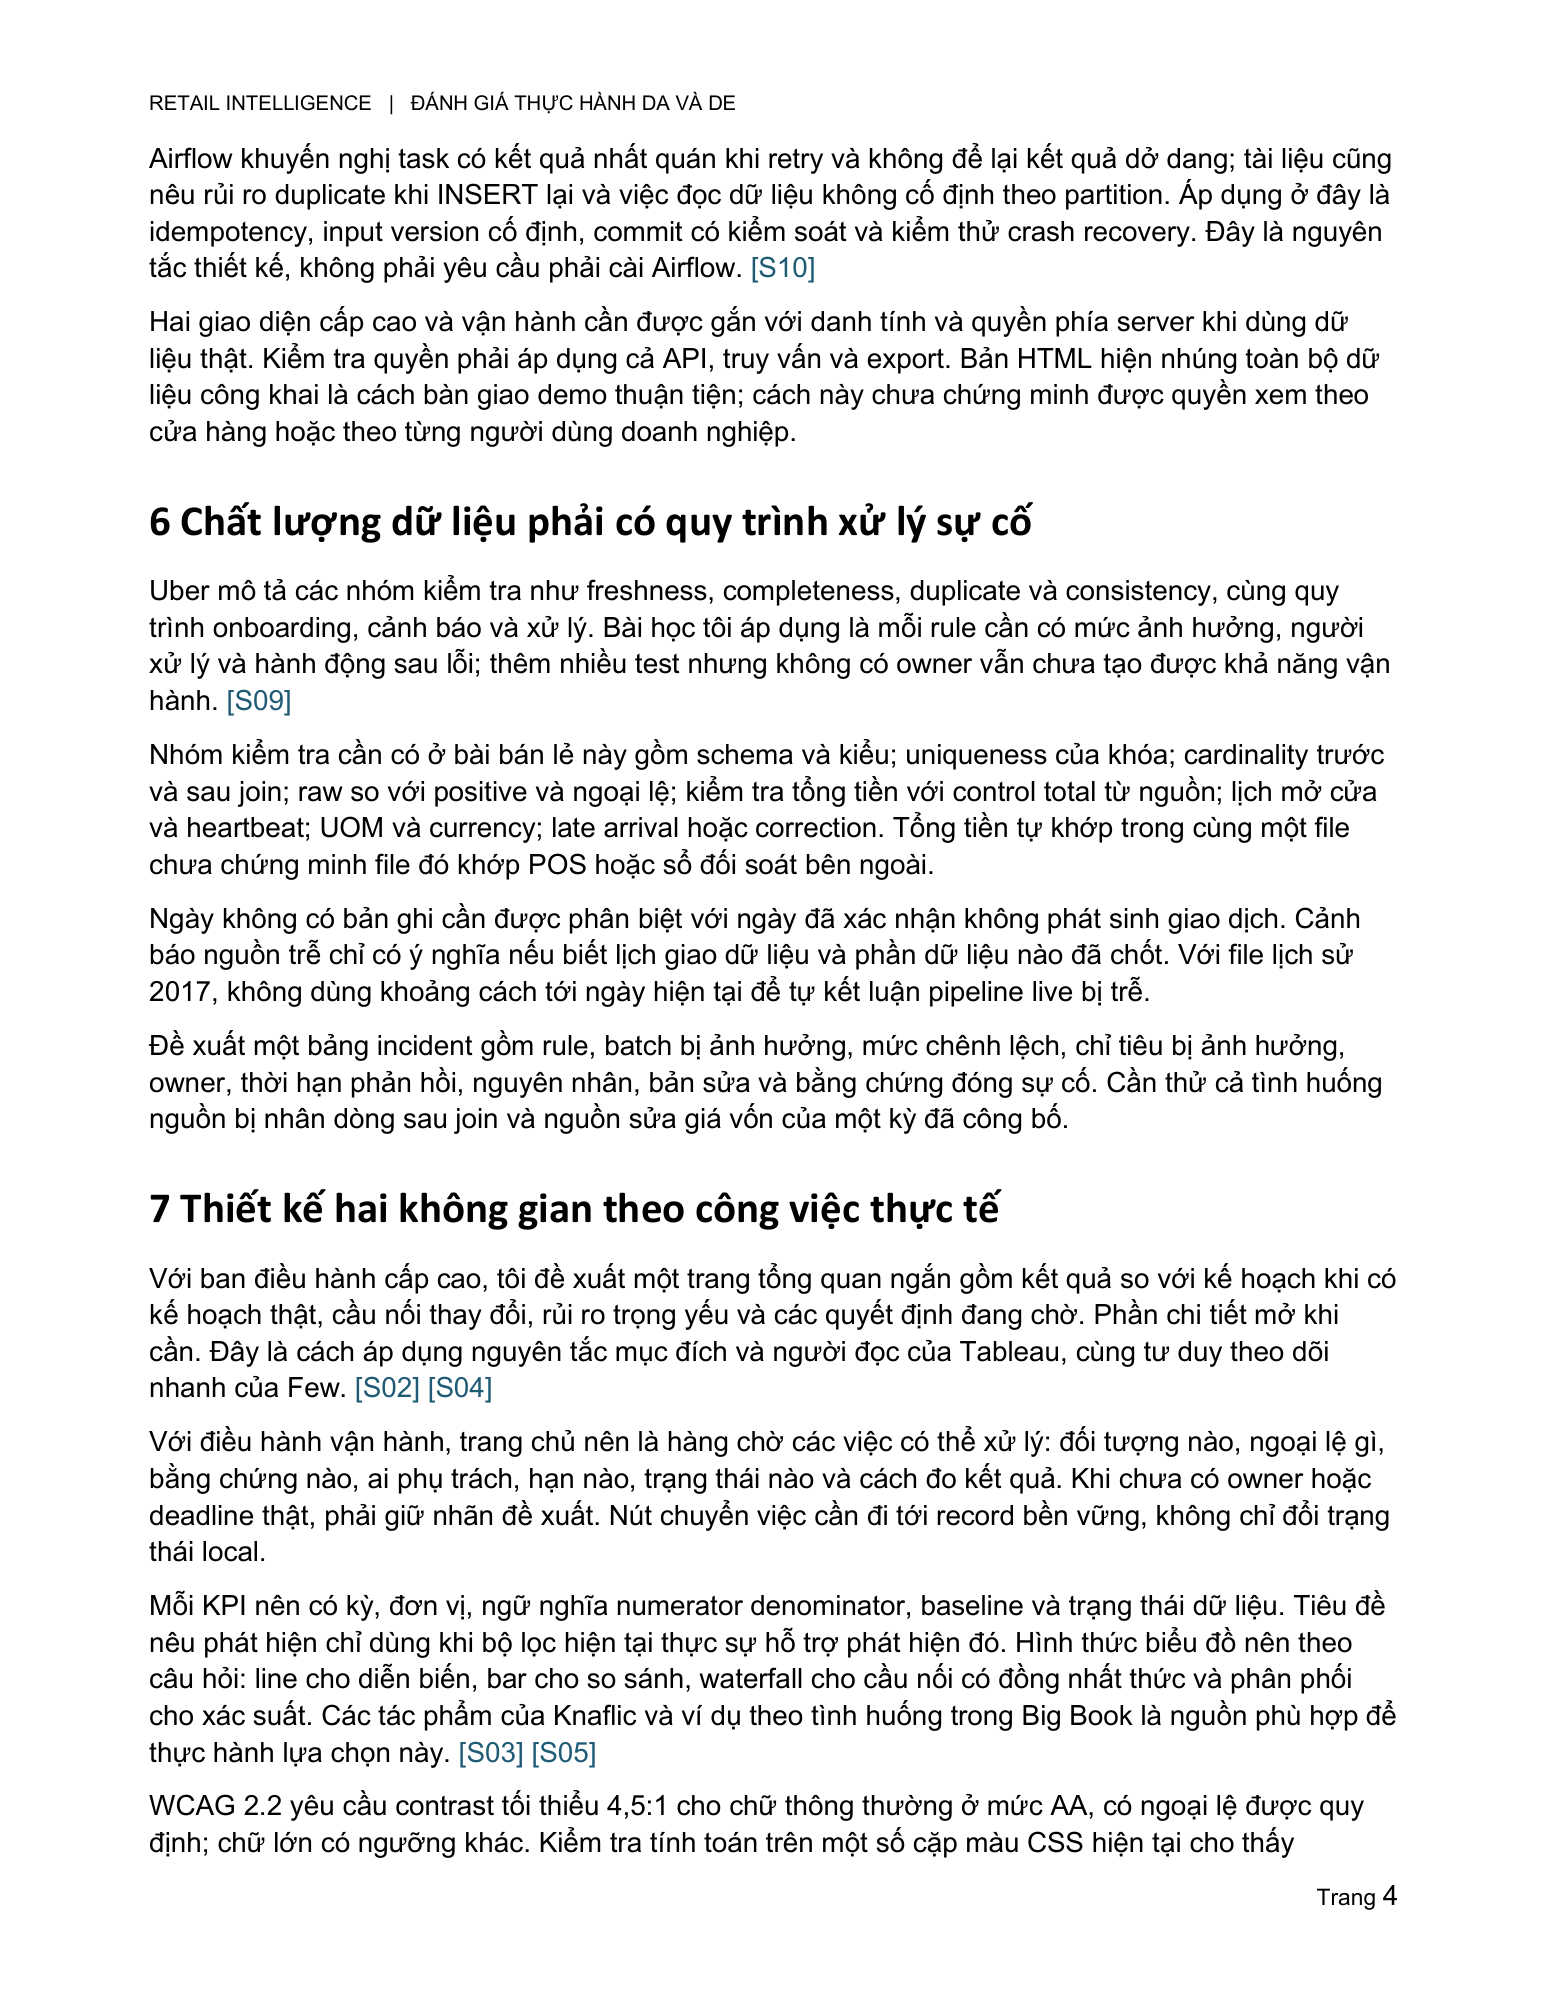 RETAIL INTELLIGENCE | ĐÁNH GIÁ THỰC HÀNH DA VÀ DE
Airflow khuyến nghị task có kết quả nhất quán khi retry và không để lại kết quả dở dang; tài liệu cũng
nêu rủi ro duplicate khi INSERT lại và việc đọc dữ liệu không cố định theo partition. Áp dụng ở đây là
idempotency, input version cố định, commit có kiểm soát và kiểm thử crash recovery. Đây là nguyên
tắc thiết kế, không phải yêu cầu phải cài Airflow. [S10]
Hai giao diện cấp cao và vận hành cần được gắn với danh tính và quyền phía server khi dùng dữ
liệu thật. Kiểm tra quyền phải áp dụng cả API, truy vấn và export. Bản HTML hiện nhúng toàn bộ dữ
liệu công khai là cách bàn giao demo thuận tiện; cách này chưa chứng minh được quyền xem theo
cửa hàng hoặc theo từng người dùng doanh nghiệp.
6 Chất lượng dữ liệu phải có quy trình xử lý sự cố
Uber mô tả các nhóm kiểm tra như freshness, completeness, duplicate và consistency, cùng quy
trình onboarding, cảnh báo và xử lý. Bài học tôi áp dụng là mỗi rule cần có mức ảnh hưởng, người
xử lý và hành động sau lỗi; thêm nhiều test nhưng không có owner vẫn chưa tạo được khả năng vận
hành. [S09]
Nhóm kiểm tra cần có ở bài bán lẻ này gồm schema và kiểu; uniqueness của khóa; cardinality trước
và sau join; raw so với positive và ngoại lệ; kiểm tra tổng tiền với control total từ nguồn; lịch mở cửa
và heartbeat; UOM và currency; late arrival hoặc correction. Tổng tiền tự khớp trong cùng một file
chưa chứng minh file đó khớp POS hoặc sổ đối soát bên ngoài.
Ngày không có bản ghi cần được phân biệt với ngày đã xác nhận không phát sinh giao dịch. Cảnh
báo nguồn trễ chỉ có ý nghĩa nếu biết lịch giao dữ liệu và phần dữ liệu nào đã chốt. Với file lịch sử
2017, không dùng khoảng cách tới ngày hiện tại để tự kết luận pipeline live bị trễ.
Đề xuất một bảng incident gồm rule, batch bị ảnh hưởng, mức chênh lệch, chỉ tiêu bị ảnh hưởng,
owner, thời hạn phản hồi, nguyên nhân, bản sửa và bằng chứng đóng sự cố. Cần thử cả tình huống
nguồn bị nhân dòng sau join và nguồn sửa giá vốn của một kỳ đã công bố.
7 Thiết kế hai không gian theo công việc thực tế
Với ban điều hành cấp cao, tôi đề xuất một trang tổng quan ngắn gồm kết quả so với kế hoạch khi có
kế hoạch thật, cầu nối thay đổi, rủi ro trọng yếu và các quyết định đang chờ. Phần chi tiết mở khi
cần. Đây là cách áp dụng nguyên tắc mục đích và người đọc của Tableau, cùng tư duy theo dõi
nhanh của Few. [S02] [S04]
Với điều hành vận hành, trang chủ nên là hàng chờ các việc có thể xử lý: đối tượng nào, ngoại lệ gì,
bằng chứng nào, ai phụ trách, hạn nào, trạng thái nào và cách đo kết quả. Khi chưa có owner hoặc
deadline thật, phải giữ nhãn đề xuất. Nút chuyển việc cần đi tới record bền vững, không chỉ đổi trạng
thái local.
Mỗi KPI nên có kỳ, đơn vị, ngữ nghĩa numerator denominator, baseline và trạng thái dữ liệu. Tiêu đề
nêu phát hiện chỉ dùng khi bộ lọc hiện tại thực sự hỗ trợ phát hiện đó. Hình thức biểu đồ nên theo
câu hỏi: line cho diễn biến, bar cho so sánh, waterfall cho cầu nối có đồng nhất thức và phân phối
cho xác suất. Các tác phẩm của Knaflic và ví dụ theo tình huống trong Big Book là nguồn phù hợp để
thực hành lựa chọn này. [S03] [S05]
WCAG 2.2 yêu cầu contrast tối thiểu 4,5:1 cho chữ thông thường ở mức AA, có ngoại lệ được quy
định; chữ lớn có ngưỡng khác. Kiểm tra tính toán trên một số cặp màu CSS hiện tại cho thấy
Trang 4